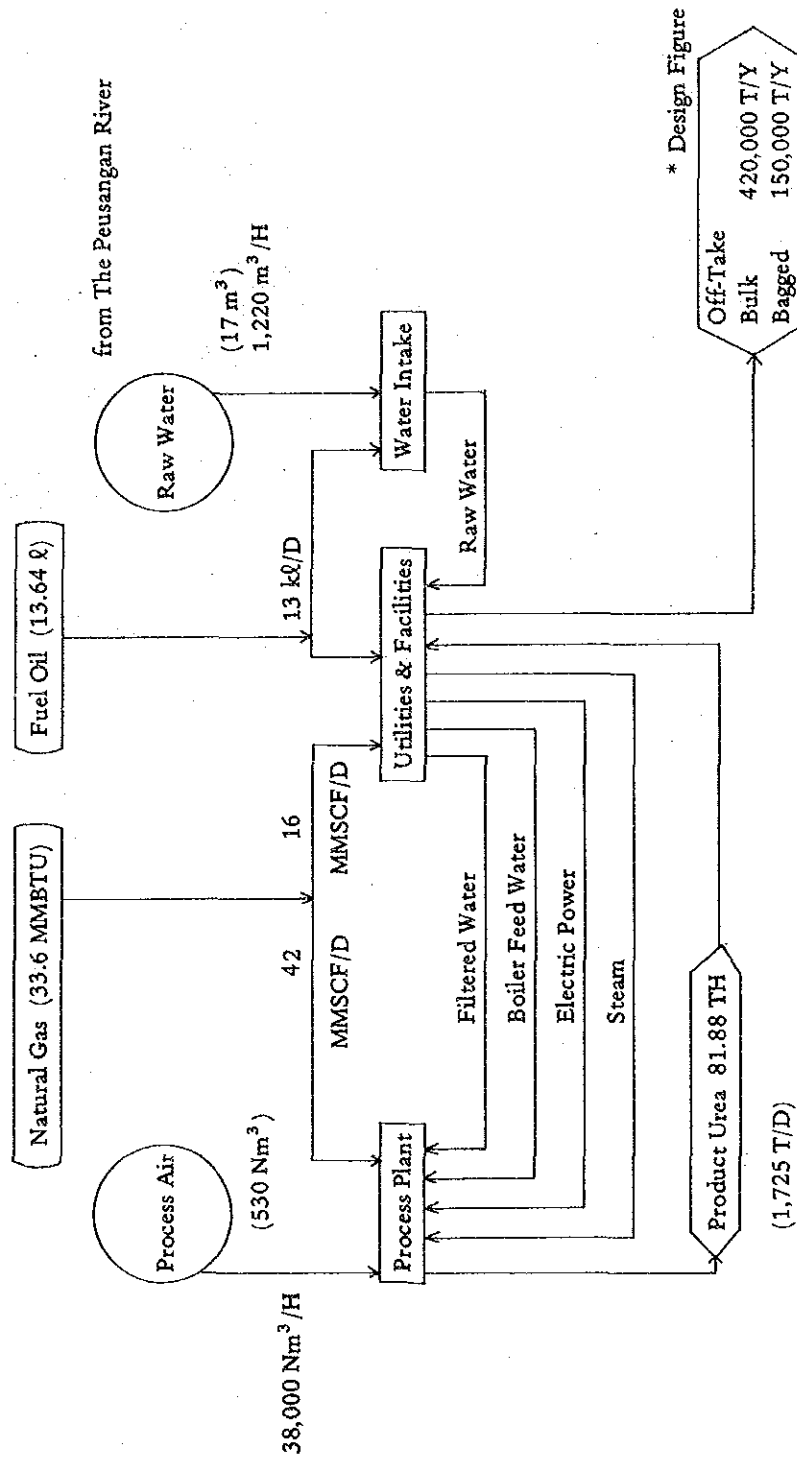 Natural Gas (33.6 MMBTU)
Fuel Oil (13.64 ℓ)
from The Peusangan River
Process Air
Raw Water
(530 Nm³)
38,000 Nm³/H
42
MMSCF/D
16
MMSCF/D
13 kℓ/D
(17 m³)
1,220 m³/H
Process Plant
Utilities & Facilities
Water Intake
Filtered Water
Boiler Feed Water
Electric Power
Steam
Raw Water
Product Urea 81.88 TH
(1,725 T/D)
* Design Figure
Off-Take
Bulk 420,000 T/Y
Bagged 150,000 T/Y